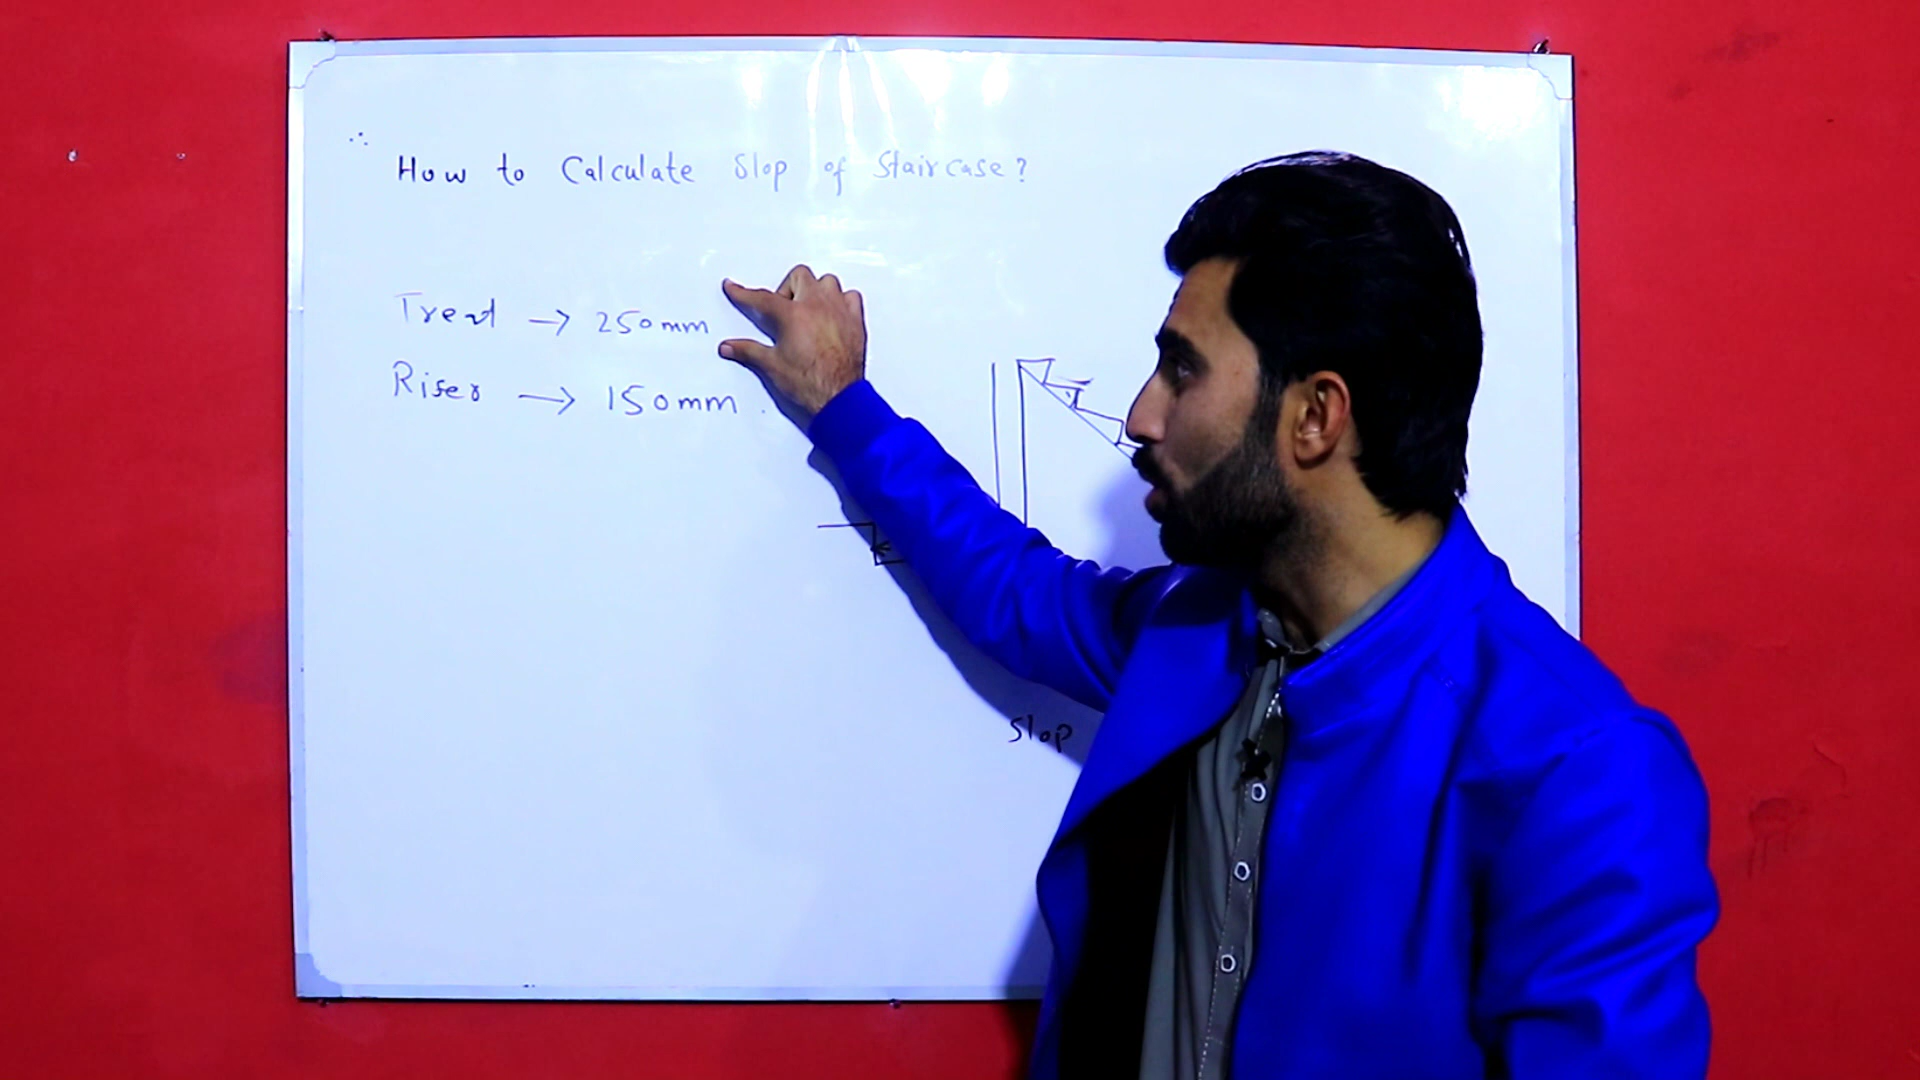 How to Calculate Slop of Staircase?
Tread → 250mm
Riser → 150mm
Slop